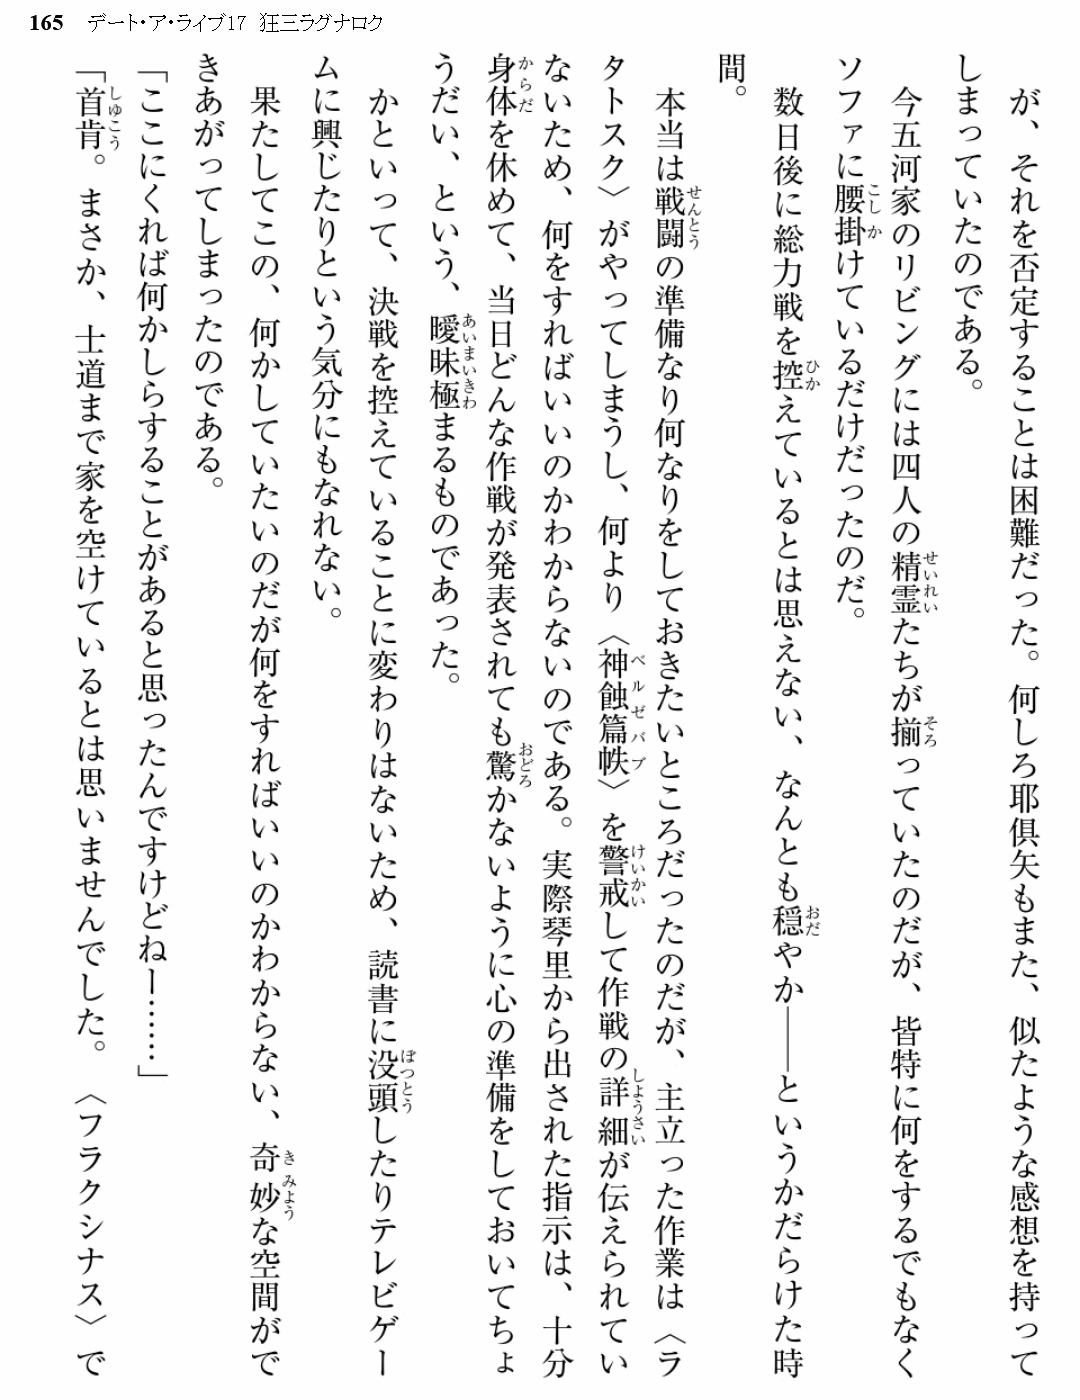 165 デート・ア・ライブ17 狂三ラグナロク
　が、それを否定することは困難だった。何しろ耶倶矢もまた、似たような感想を持って
しまっていたのである。
　今五河家のリビングには四人の精霊たちが揃っていたのだが、皆特に何をするでもなく
ソファに腰掛けているだけだったのだ。
　数日後に総力戦を控えているとは思えない、なんとも穏やか――というかだらけた時
間。
　本当は戦闘の準備なり何なりをしておきたいところだったのだが、主立った作業は〈ラ
タトスク〉がやってしまうし、何より〈神蝕篇帙〉を警戒して作戦の詳細が伝えられてい
ないため、何をすればいいのかわからないのである。実際琴里から出された指示は、十分
身体を休めて、当日どんな作戦が発表されても驚かないように心の準備をしておいてちょ
うだい、という、曖昧極まるものであった。
　かといって、決戦を控えていることに変わりはないため、読書に没頭したりテレビゲー
ムに興じたりという気分にもなれない。
　果たしてこの、何かしていたいのだが何をすればいいのかわからない、奇妙な空間がで
きあがってしまったのである。
「ここにくれば何かしらすることがあると思ったんですけどねー……」
「首肯。まさか、士道まで家を空けているとは思いませんでした。〈フラクシナス〉で